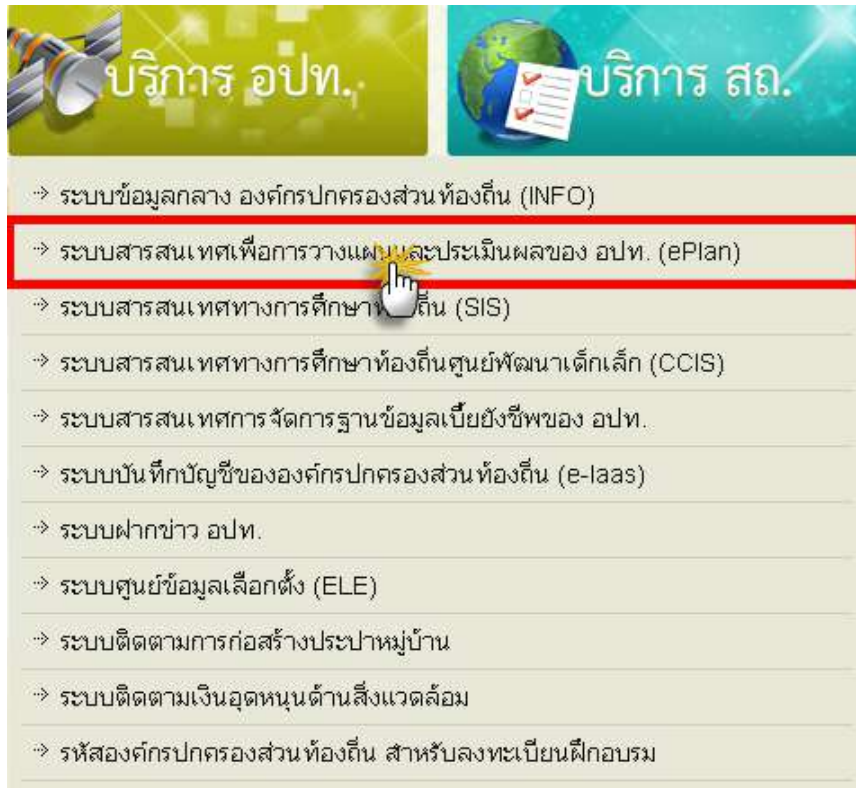 บริการ อปท.
บริการ สถ.
ระบบข้อมูลกลาง องค์กรปกครองส่วนท้องถิ่น (INFO)
ระบบสารสนเทศเพื่อการวางแผนและประเมินผลของ อปท. (ePlan)
ระบบสารสนเทศทางการศึกษาท้องถิ่น (SIS)
ระบบสารสนเทศทางการศึกษาท้องถิ่นศูนย์พัฒนาเด็กเล็ก (CCIS)
ระบบสารสนเทศการจัดการฐานข้อมูลเบี้ยยังชีพของ อปท.
ระบบบันทึกบัญชีขององค์กรปกครองส่วนท้องถิ่น (e-laas)
ระบบฝากข่าว อปท.
ระบบศูนย์ข้อมูลเลือกตั้ง (ELE)
ระบบติดตามการก่อสร้างประปาหมู่บ้าน
ระบบติดตามเงินอุดหนุนด้านสิ่งแวดล้อม
รหัสองค์กรปกครองส่วนท้องถิ่น สำหรับลงทะเบียนฝึกอบรม